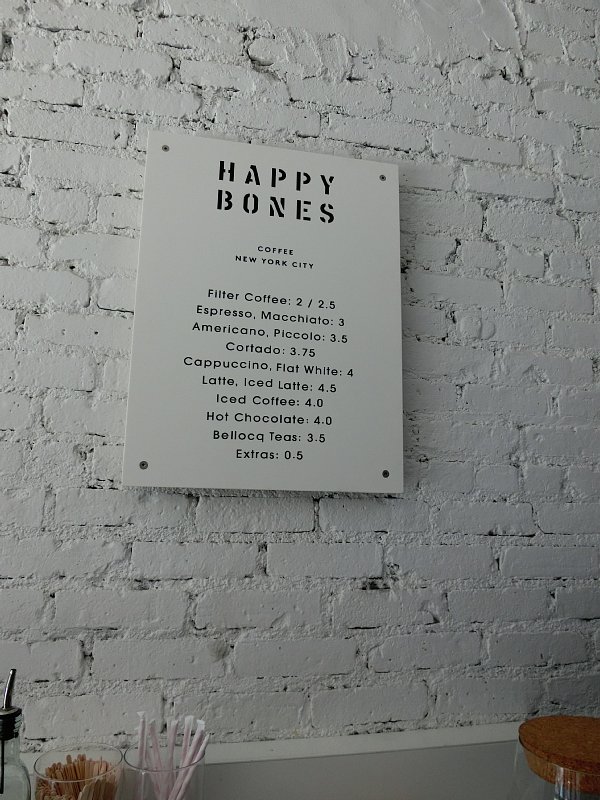 HAPPY
BONES
COFFEE
NEW YORK CITY
Filter Coffee: 2 / 2.5
Espresso, Macchiato: 3
Americano, Piccolo: 3.5
Cortado: 3.75
Cappuccino, Flat White: 4
Latte, Iced Latte: 4.5
Iced Coffee: 4.0
Hot Chocolate: 4.0
Bellocq Teas: 3.5
Extras: 0.5